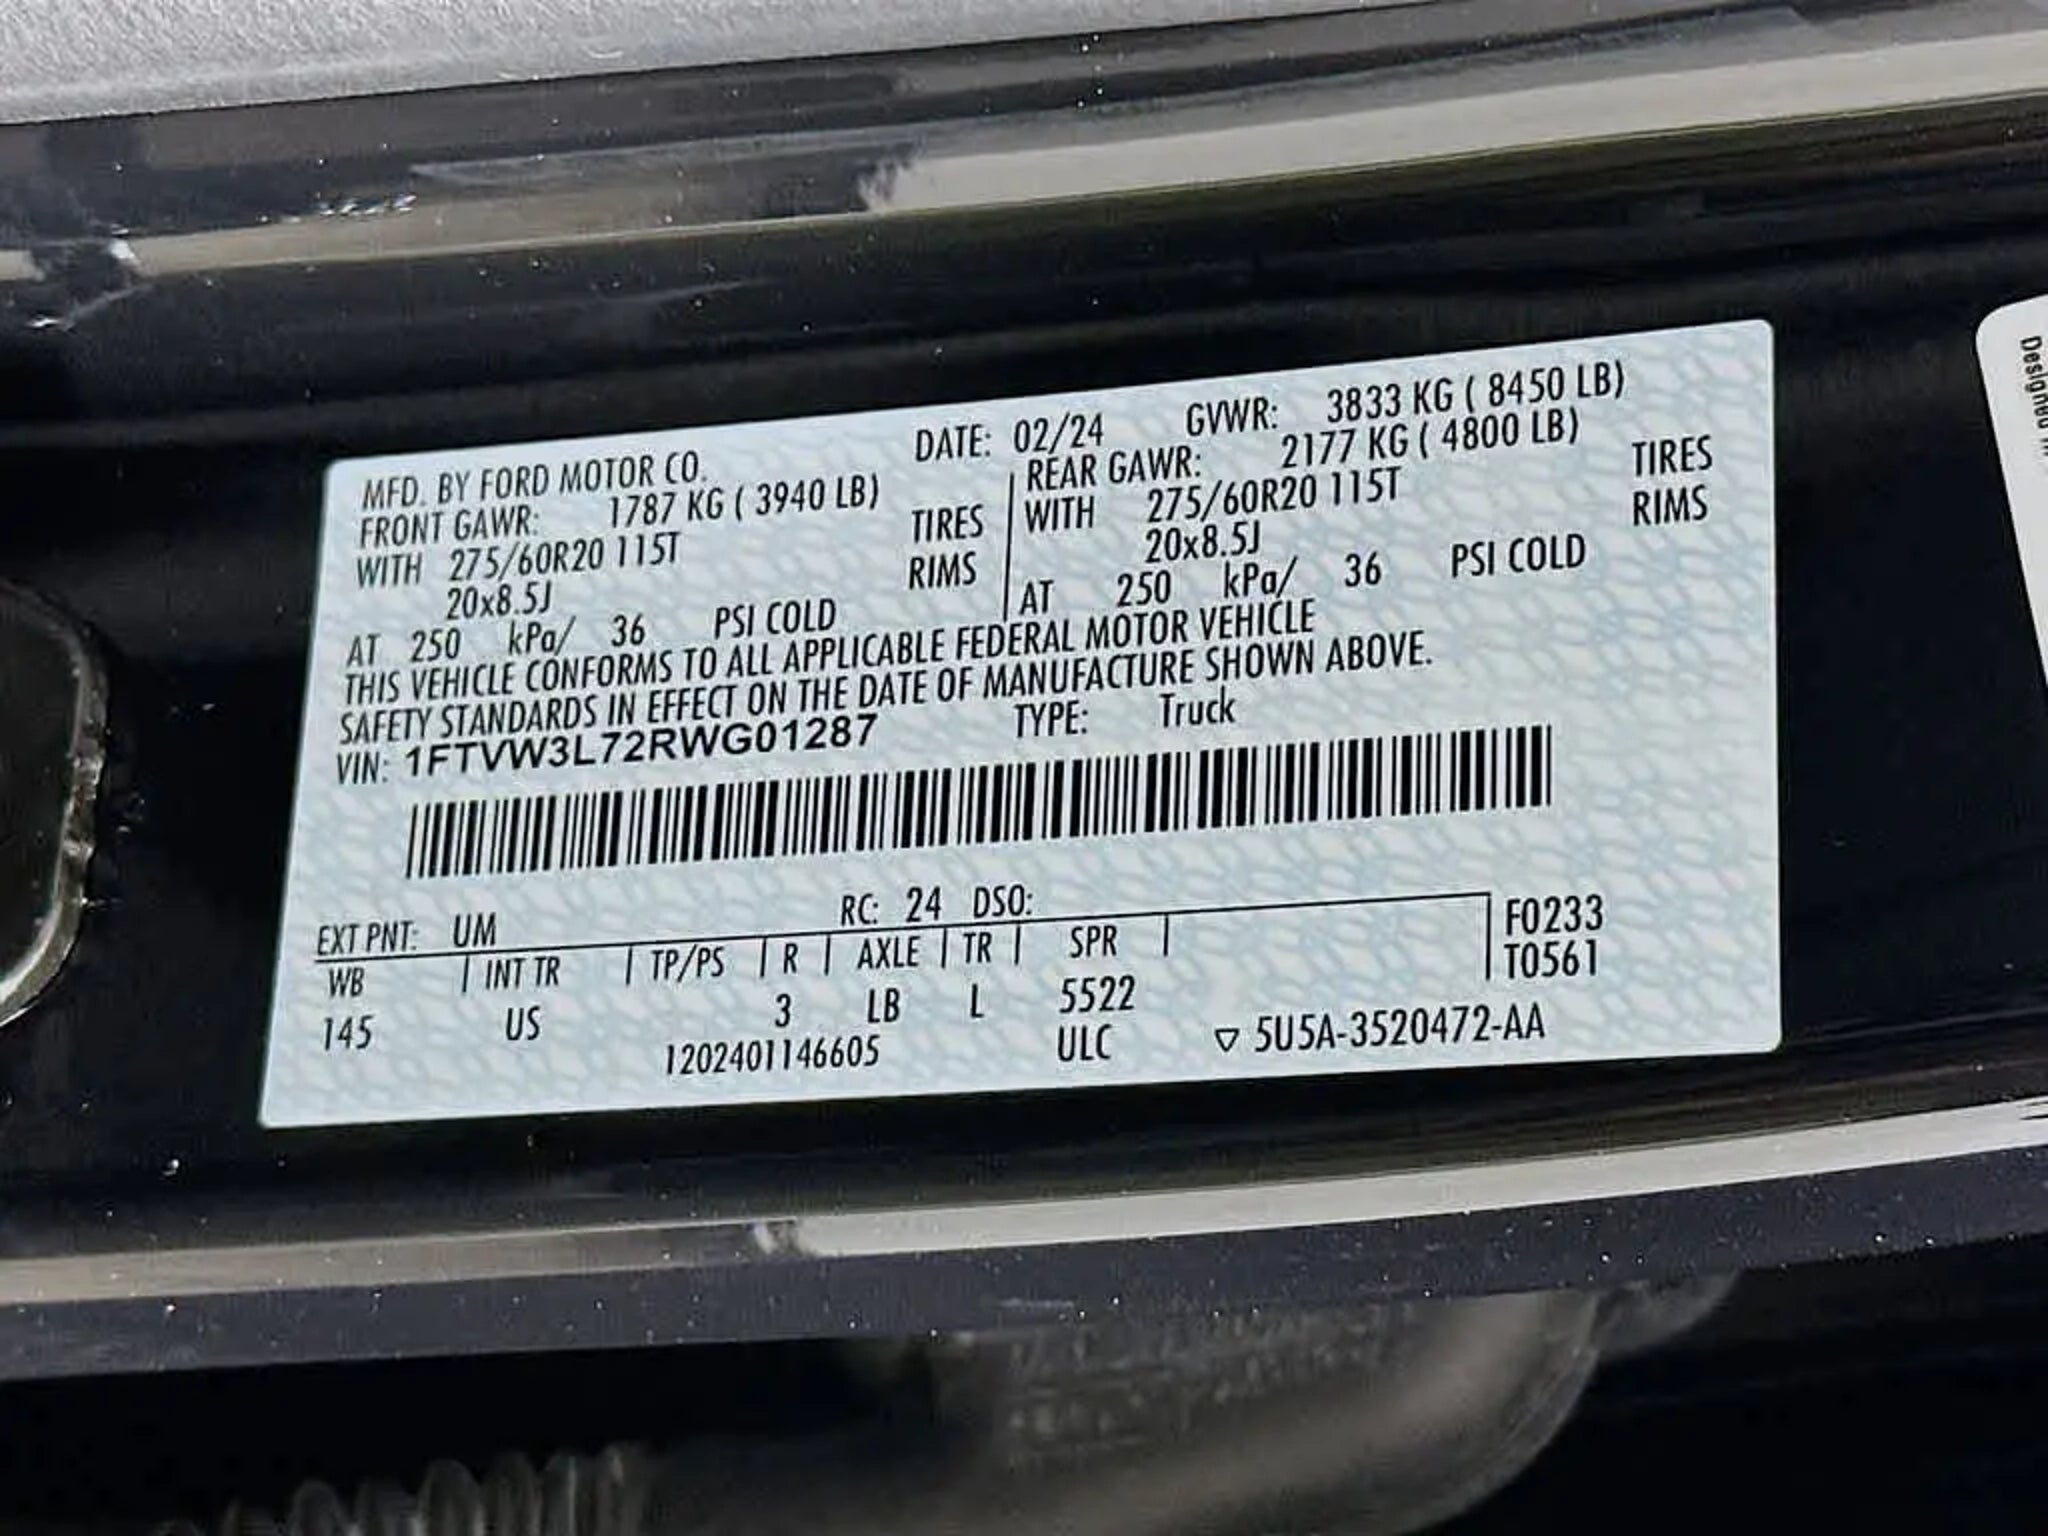 MFD. BY FORD MOTOR CO. DATE: 02/24 GVWR: 3833 KG ( 8450 LB)
FRONT GAWR: 1787 KG ( 3940 LB)
WITH 275/60R20 115T TIRES
20x8.5J RIMS
AT 250 kPa/ 36 PSI COLD
REAR GAWR: 2177 KG ( 4800 LB)
WITH 275/60R20 115T TIRES
20x8.5J RIMS
AT 250 kPa/ 36 PSI COLD
THIS VEHICLE CONFORMS TO ALL APPLICABLE FEDERAL MOTOR VEHICLE
SAFETY STANDARDS IN EFFECT ON THE DATE OF MANUFACTURE SHOWN ABOVE.
VIN: 1FTVW3L72RWG01287 TYPE: Truck
EXT PNT: UM RC: 24 DSO:
WB INT TR TP/PS R AXLE TR SPR
145 US 3 LB L 5522
F0233
T0561
1202401146605 ULC ▽ 5U5A-3520472-AA
Designed